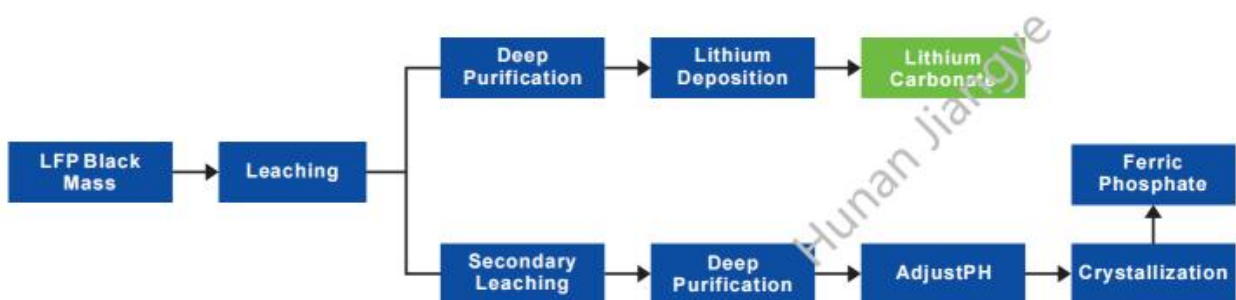 Deep
Purification
Lithium
Deposition
Lithium
Carbonate
LFP Black
Mass
Leaching
Ferric
Phosphate
Secondary
Leaching
Deep
Purification
AdjustPH
Crystallization
Hunan Jiangye